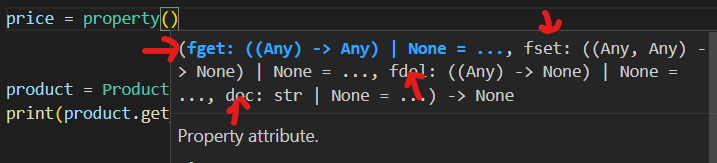 price = property()
(fget: ((Any) -> Any) | None = ..., fset: ((Any, Any) -
> None) | None = ..., fdel: ((Any) -> None) | None =
product = Product
..., doc: str | None = ...) -> None
print(product.get
Property attribute.